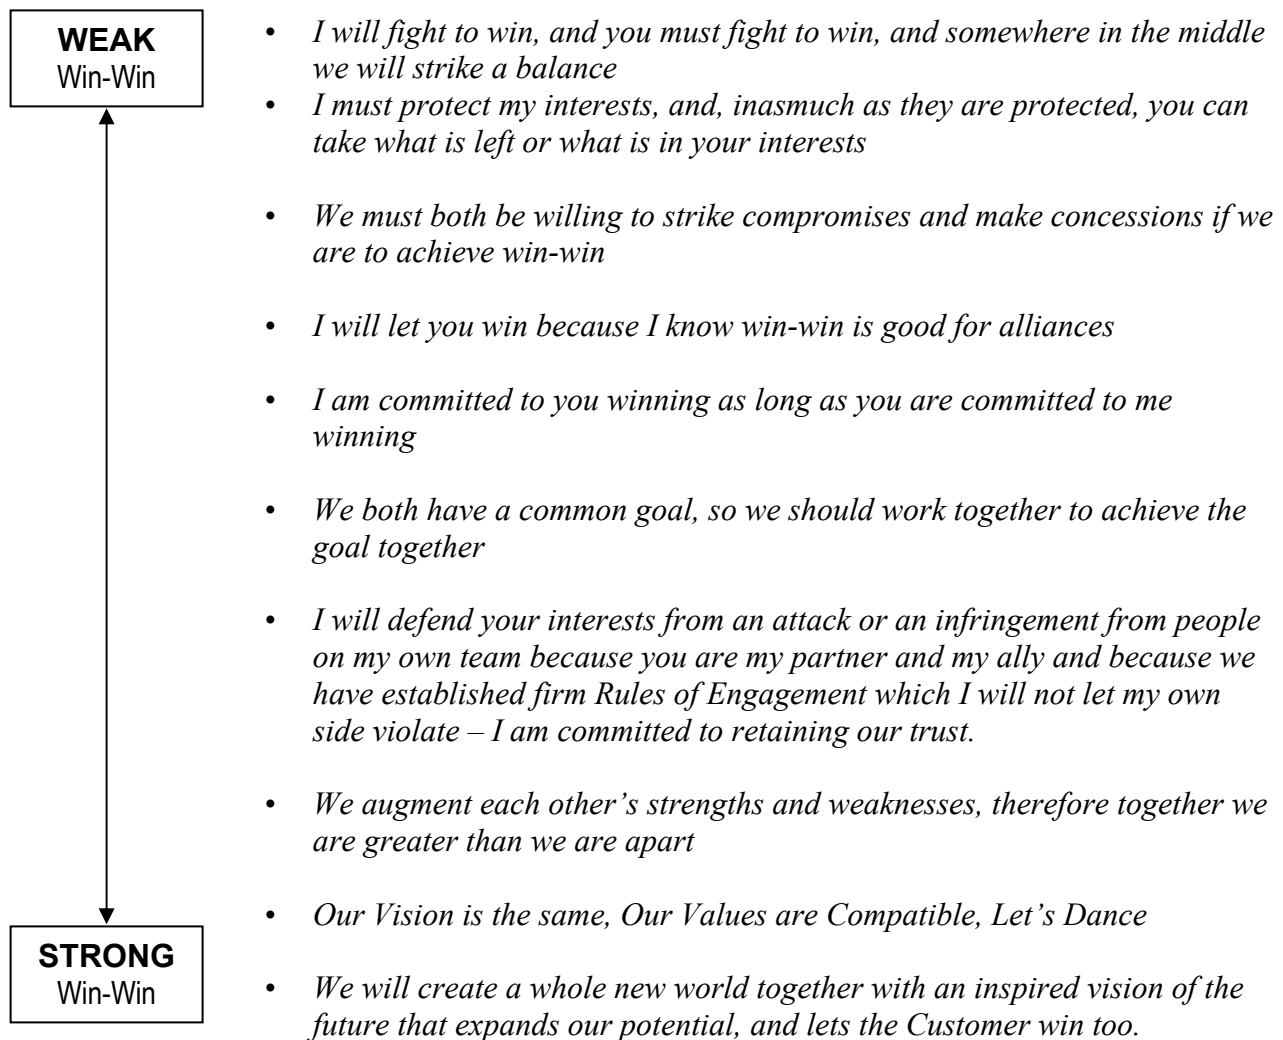 WEAK
Win-Win
• I will fight to win, and you must fight to win, and somewhere in the middle
we will strike a balance
• I must protect my interests, and, inasmuch as they are protected, you can
take what is left or what is in your interests
• We must both be willing to strike compromises and make concessions if we
are to achieve win-win
• I will let you win because I know win-win is good for alliances
• I am committed to you winning as long as you are committed to me
winning
• We both have a common goal, so we should work together to achieve the
goal together
• I will defend your interests from an attack or an infringement from people
on my own team because you are my partner and my ally and because we
have established firm Rules of Engagement which I will not let my own
side violate – I am committed to retaining our trust.
• We augment each other’s strengths and weaknesses, therefore together we
are greater than we are apart
• Our Vision is the same, Our Values are Compatible, Let’s Dance
STRONG
Win-Win
• We will create a whole new world together with an inspired vision of the
future that expands our potential, and lets the Customer win too.